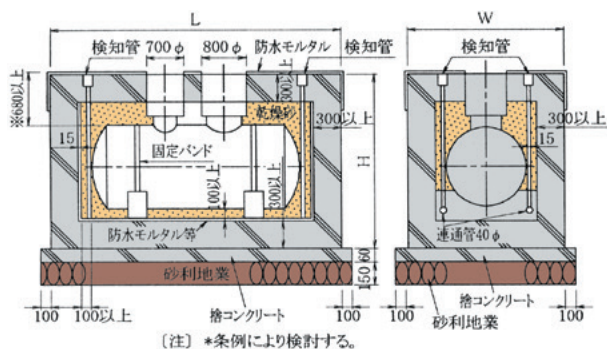 L
検知管 700φ 800φ 防水モルタル 検知管
※680以上
300以上
乾燥砂
300以上
15
固定バンド
100以上
300以上
H
防水モルタル等
60
砂利地業
150
100 100以上 捨コンクリート 100
W
検知管
300以上
15
連通管40φ
捨コンクリート
100 砂利地業 100
〔注〕 *条例により検討する。